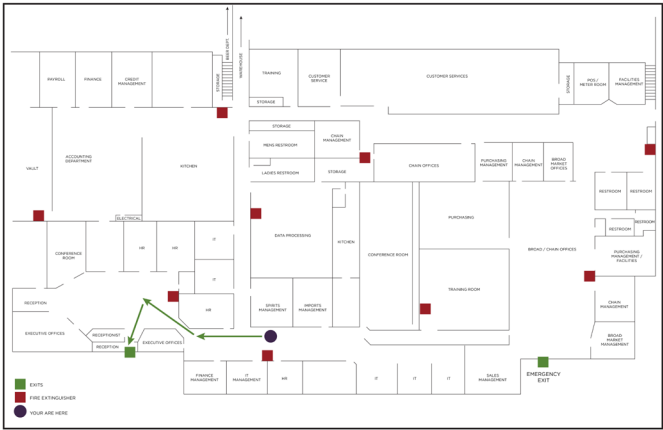 BEER DEPT.
WAREHOUSE
PAYROLL
FINANCE
CREDIT
MANAGEMENT
STORAGE
TRAINING
STORAGE
CUSTOMER
SERVICE
CUSTOMER SERVICES
STORAGE
POS/
METER ROOM
FACILITIES
MANAGEMENT
VAULT
ACCOUNTING
DEPARTMENT
KITCHEN
STORAGE
MENS RESTROOM
LADIES RESTROOM
CHAIN
MANAGEMENT
STORAGE
CHAIN OFFICES
PURCHASING
MANAGEMENT
CHAIN
MANAGEMENT
BROAD
MARKET
OFFICES
RESTROOM
RESTROOM
RESTROOM
RESTROOM
ELECTRICAL
CONFERENCE
ROOM
HR
HR
IT
IT
HR
DATA PROCESSING
KITCHEN
CONFERENCE ROOM
PURCHASING
TRAINING ROOM
BROAD / CHAIN OFFICES
PURCHASING
MANAGEMENT /
FACILITIES
RECEPTION
EXECUTIVE OFFICES
RECEPTIONIST
RECEPTION
EXECUTIVE OFFICES
SPIRITS
MANAGEMENT
IMPORTS
MANAGEMENT
CHAIN
MANAGEMENT
BROAD
MARKET
MANAGEMENT
FINANCE
MANAGEMENT
IT
MANAGEMENT
HR
IT
IT
IT
SALES
MANAGEMENT
EMERGENCY
EXIT
EXITS
FIRE EXTINGUISHER
YOUR ARE HERE